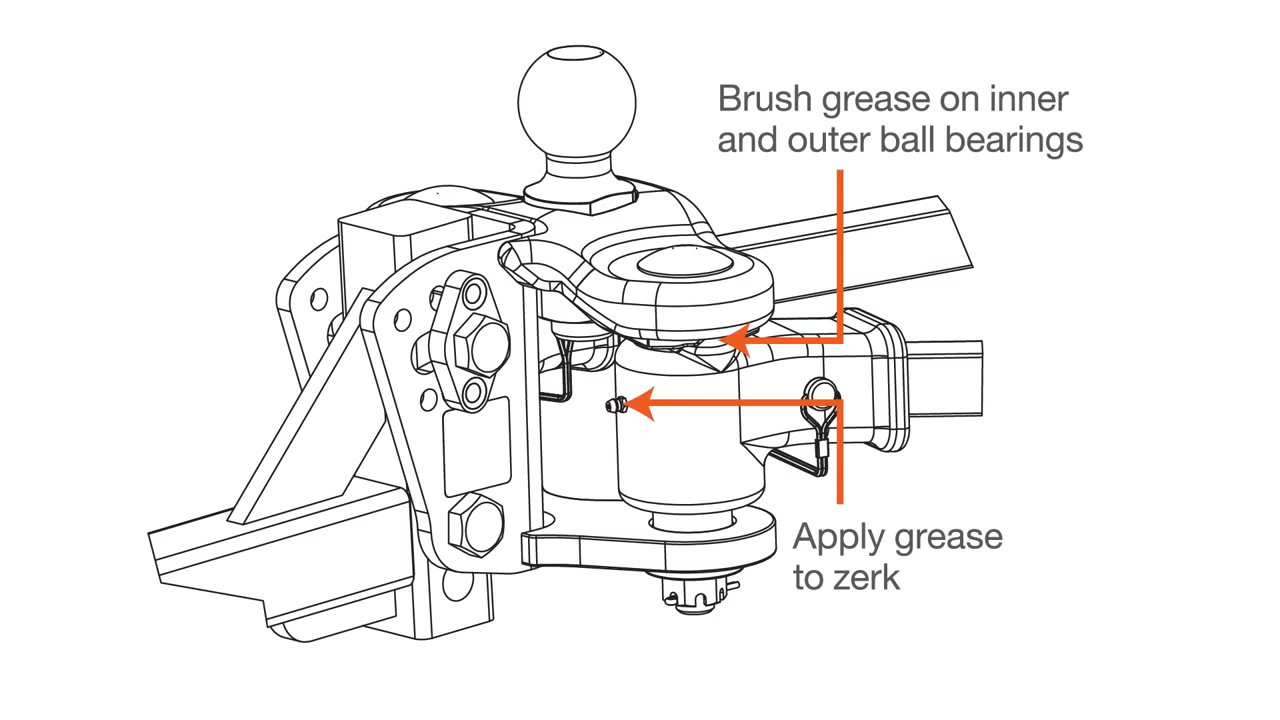 Brush grease on inner
and outer ball bearings
Apply grease
to zerk